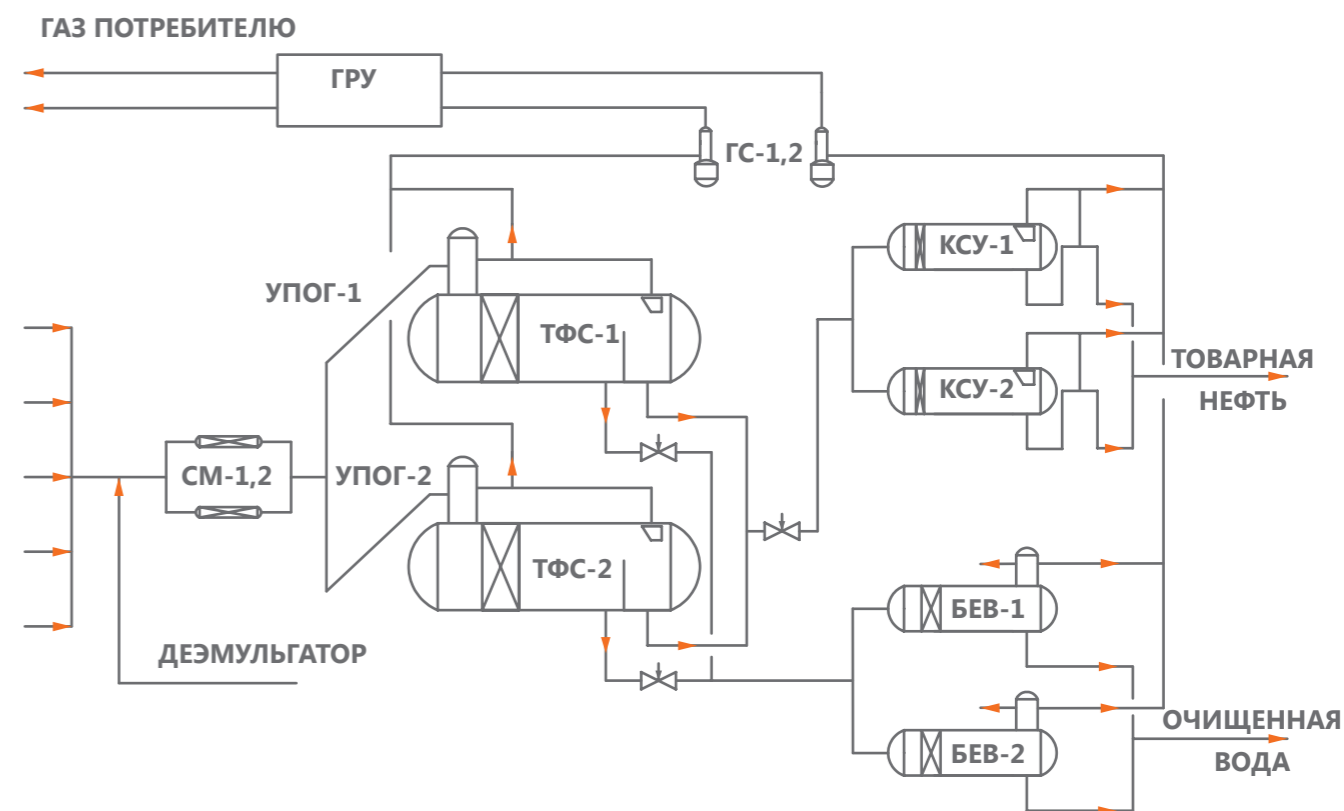 ГАЗ ПОТРЕБИТЕЛЮ
ГРУ
ГС-1,2
КСУ-1
УПОГ-1
ТФС-1
КСУ-2
ТОВАРНАЯ
НЕФТЬ
СМ-1,2
УПОГ-2
ТФС-2
БЕВ-1
ДЕЭМУЛЬГАТОР
ОЧИЩЕННАЯ
ВОДА
БЕВ-2